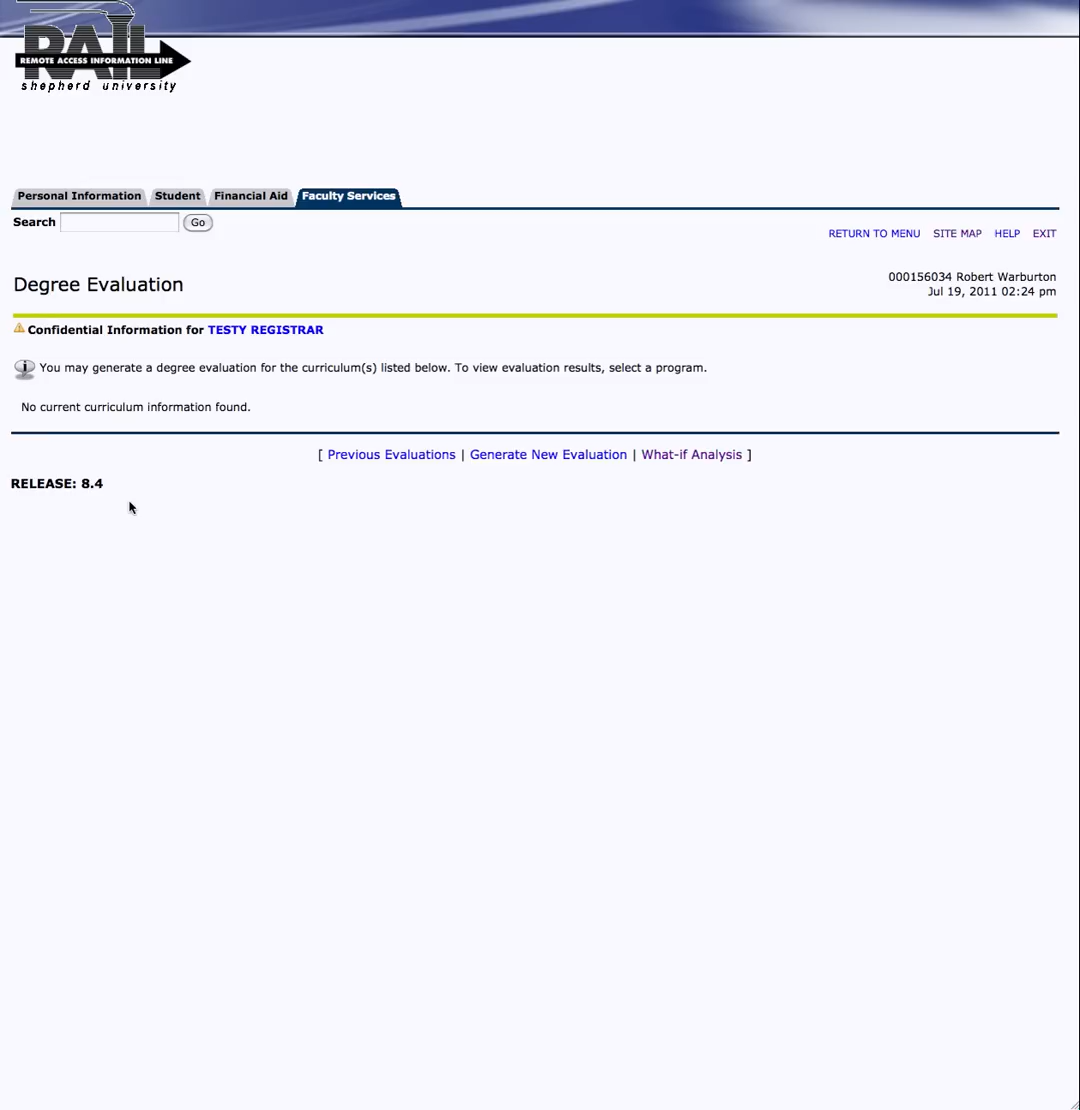 RAIL
REMOTE ACCESS INFORMATION LINE
shepherd university
Personal Information Student Financial Aid Faculty Services
Search Go
RETURN TO MENU SITE MAP HELP EXIT
Degree Evaluation
000156034 Robert Warburton
Jul 19, 2011 02:24 pm
Confidential Information for TESTY REGISTRAR
You may generate a degree evaluation for the curriculum(s) listed below. To view evaluation results, select a program.
No current curriculum information found.
[ Previous Evaluations | Generate New Evaluation | What-if Analysis ]
RELEASE: 8.4